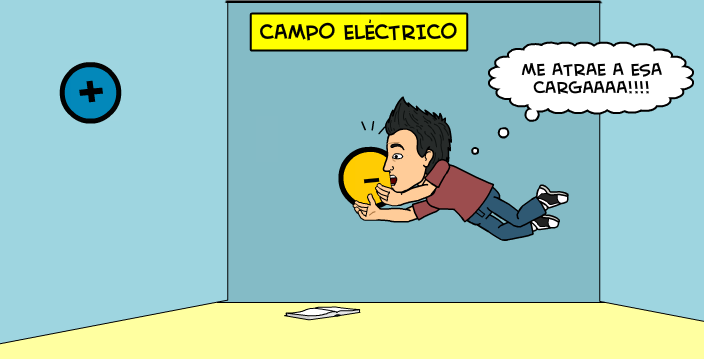 CAMPO ELÉCTRICO
ME ATRAE A ESA
CARGAAAA!!!!
+
-